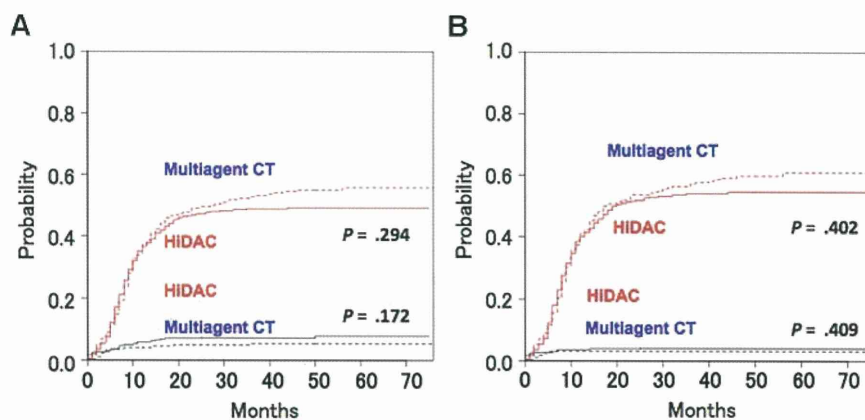 A
1.0
0.8
0.6
0.4
0.2
0.0
Probability
Multiagent CT
HiDAC
P = .294
HiDAC
P = .172
Multiagent CT
0 10 20 30 40 50 60 70
Months
B
1.0
0.8
0.6
0.4
0.2
0.0
Probability
Multiagent CT
HiDAC
P = .402
HiDAC
Multiagent CT
P = .409
0 10 20 30 40 50 60 70
Months